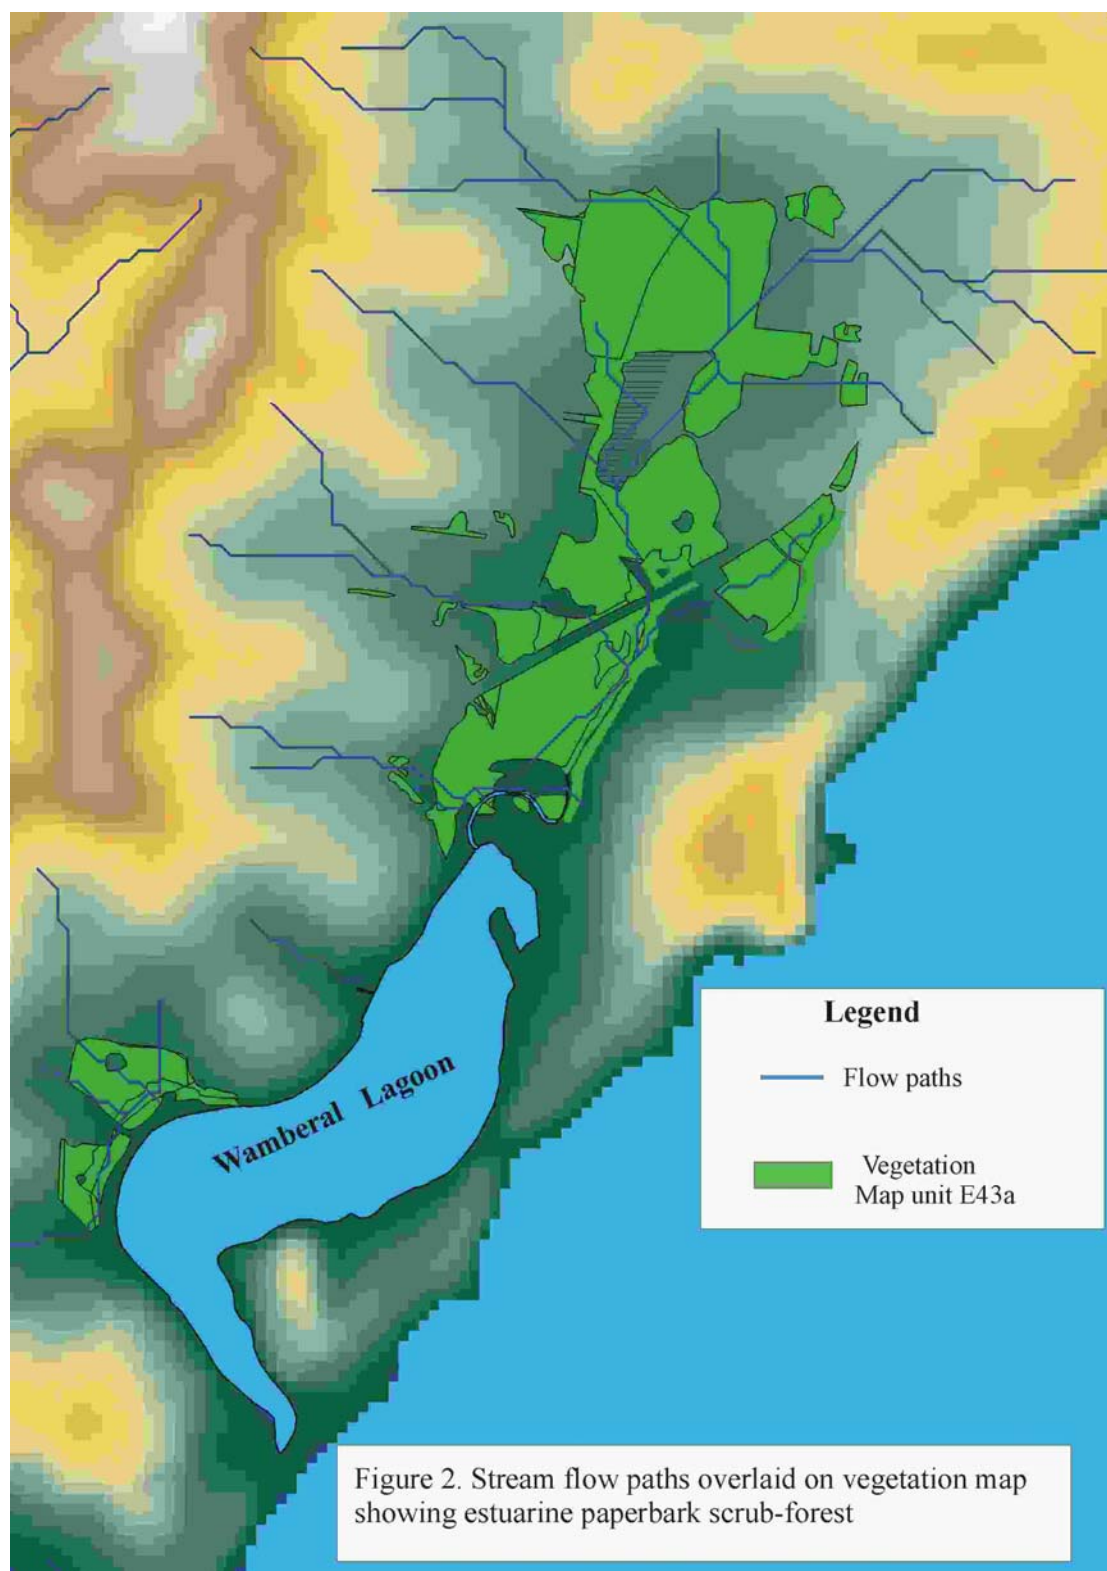 Wamberal Lagoon
Legend
Flow paths
Vegetation
Map unit E43a
Figure 2. Stream flow paths overlaid on vegetation map
showing estuarine paperbark scrub-forest